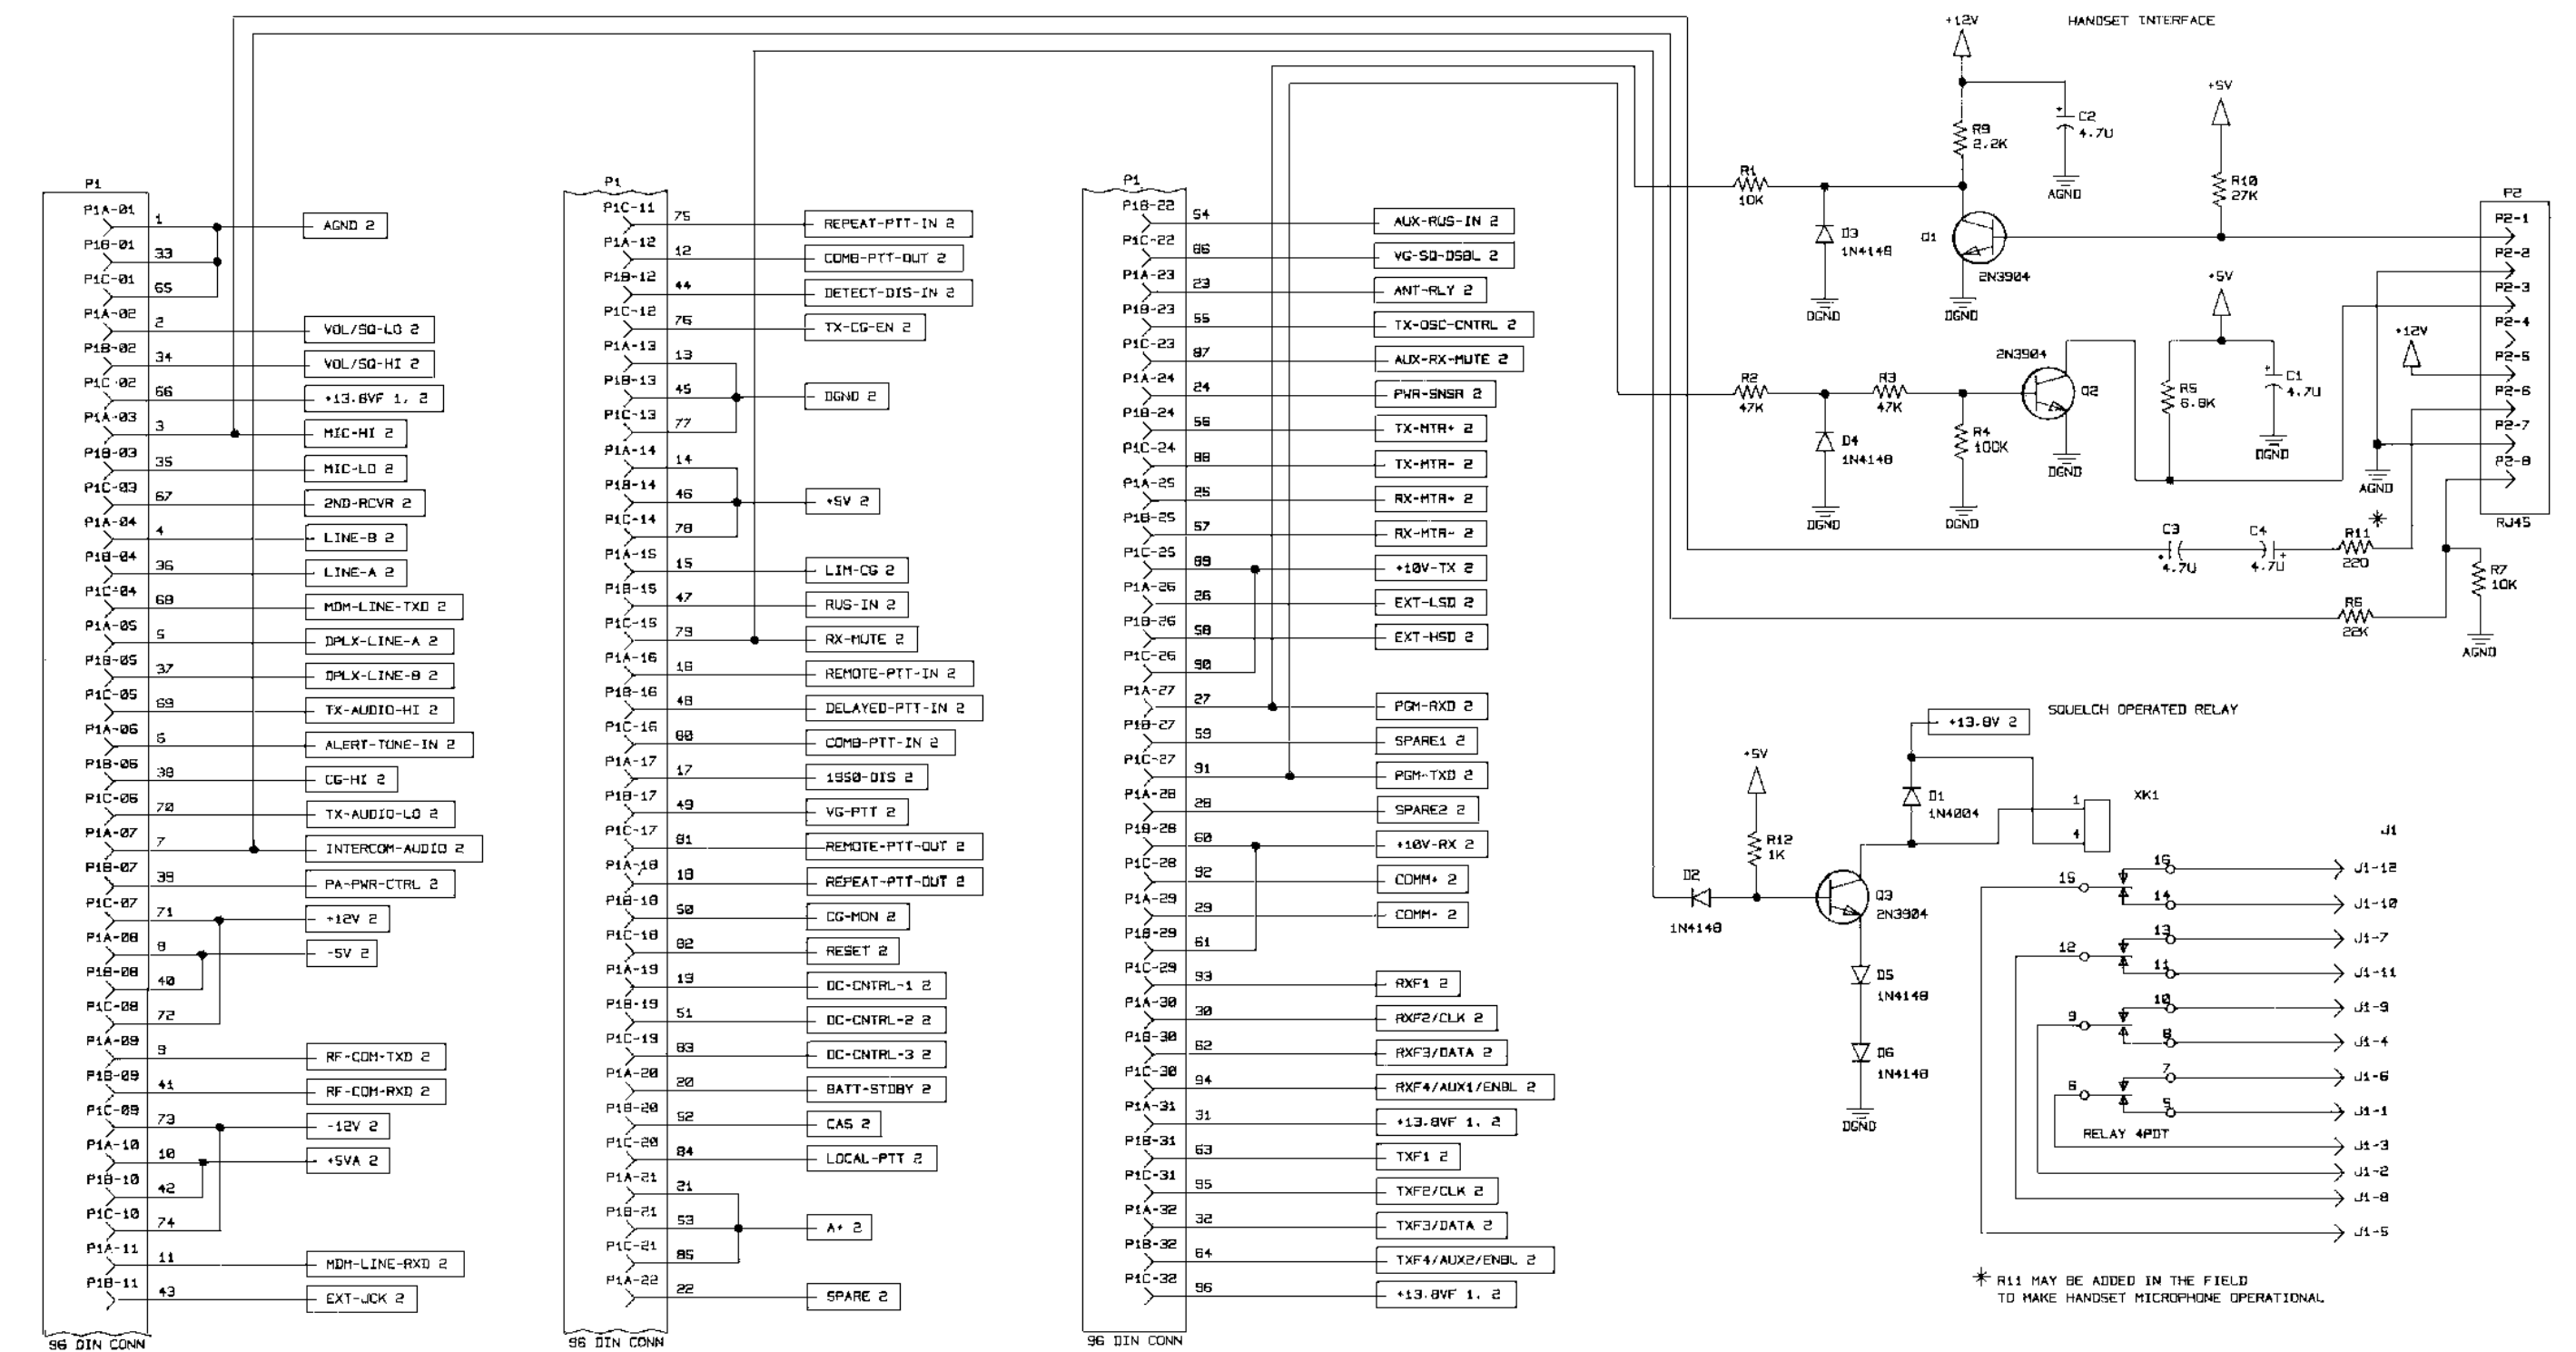 HANDSET INTERFACE
P1
P1A-01 1 AGND 2
P1B-01 33
P1C-01 65
P1A-02 2 VOL/SQ-LO 2
P1B-02 34 VOL/SQ-HI 2
P1C-02 66 +13.8VF 1, 2
P1A-03 3 MIC-HI 2
P1B-03 35 MIC-LO 2
P1C-03 67 2ND-RCVR 2
P1A-04 4 LINE-B 2
P1B-04 36 LINE-A 2
P1C-04 68 MDM-LINE-TXD 2
P1A-05 5 DPLX-LINE-A 2
P1B-05 37 DPLX-LINE-B 2
P1C-05 69 TX-AUDIO-HI 2
P1A-06 6 ALERT-TONE-IN 2
P1B-06 38 CG-HI 2
P1C-06 70 TX-AUDIO-LO 2
P1A-07 7 INTERCOM-AUDIO 2
P1B-07 39 PA-PWR-CTRL 2
P1C-07 71 +12V 2
P1A-08 8 -5V 2
P1B-08 40
P1C-08 72
P1A-09 9 RF-COM-TXD 2
P1B-09 41 RF-COM-RXD 2
P1C-09 73 -12V 2
P1A-10 10 +5VA 2
P1B-10 42
P1C-10 74
P1A-11 11 MDM-LINE-RXD 2
P1B-11 43 EXT-JCK 2
96 DIN CONN
P1
P1C-11 75 REPEAT-PTT-IN 2
P1A-12 12 COMB-PTT-OUT 2
P1B-12 44 DETECT-DIS-IN 2
P1C-12 76 TX-CG-EN 2
P1A-13 13
P1B-13 45 DGND 2
P1C-13 77
P1A-14 14
P1B-14 46 +5V 2
P1C-14 78
P1A-15 15 LIM-CG 2
P1B-15 47 RUS-IN 2
P1C-15 79 RX-MUTE 2
P1A-16 16 REMOTE-PTT-IN 2
P1B-16 48 DELAYED-PTT-IN 2
P1C-16 80 COMB-PTT-IN 2
P1A-17 17 1950-DIS 2
P1B-17 49 VG-PTT 2
P1C-17 81 REMOTE-PTT-OUT 2
P1A-18 18 REPEAT-PTT-OUT 2
P1B-18 50 CG-MON 2
P1C-18 82 RESET 2
P1A-19 19 DC-CNTRL-1 2
P1B-19 51 DC-CNTRL-2 2
P1C-19 83 DC-CNTRL-3 2
P1A-20 20 BATT-STDBY 2
P1B-20 52 CAS 2
P1C-20 84 LOCAL-PTT 2
P1A-21 21
P1B-21 53 A+ 2
P1C-21 85
P1A-22 22 SPARE 2
96 DIN CONN
P1
P1B-22 54 AUX-RUS-IN 2
P1C-22 86 VG-SQ-DSBL 2
P1A-23 23 ANT-RLY 2
P1B-23 55 TX-OSC-CNTRL 2
P1C-23 87 AUX-RX-MUTE 2
P1A-24 24 PWR-SNSR 2
P1B-24 56 TX-MTR+ 2
P1C-24 88 TX-MTR- 2
P1A-25 25 RX-MTR+ 2
P1B-25 57 RX-MTR- 2
P1C-25 89 +10V-TX 2
P1A-26 26 EXT-LSD 2
P1B-26 58 EXT-HSD 2
P1C-26 90
P1A-27 27 PGM-RXD 2
P1B-27 59 SPARE1 2
P1C-27 91 PGM-TXD 2
P1A-28 28 SPARE2 2
P1B-28 60 +10V-RX 2
P1C-28 92 COMM+ 2
P1A-29 29 COMM- 2
P1B-29 61
P1C-29 93 RXF1 2
P1A-30 30 RXF2/CLK 2
P1B-30 62 RXF3/DATA 2
P1C-30 94 RXF4/AUX1/ENBL 2
P1A-31 31 +13.8VF 1, 2
P1B-31 63 TXF1 2
P1C-31 95 TXF2/CLK 2
P1A-32 32 TXF3/DATA 2
P1B-32 64 TXF4/AUX2/ENBL 2
P1C-32 96 +13.8VF 1, 2
96 DIN CONN
+12V
R9
2.2K
+ C2
4.7U
AGND
+5V
R10
27K
R1
10K
D3
1N4148
DGND
Q1
2N3904
DGND
P2
P2-1
P2-2
P2-3
P2-4
P2-5
P2-6
P2-7
P2-8
RJ45
+5V
+12V
R2
47K
R3
47K
D4
1N4148
DGND
R4
100K
DGND
2N3904
Q2
DGND
R5
6.8K
+ C1
4.7U
DGND
AGND
*
C3
+ 4.7U
C4
4.7U +
R11
220
R6
22K
R7
10K
AGND
SQUELCH OPERATED RELAY
+13.8V 2
+5V
R12
1K
D2
1N4148
D1
1N4004
Q3
2N3904
D5
1N4148
D6
1N4148
DGND
XK1
1
4
J1
16 J1-12
15
14 J1-10
13 J1-7
12
11 J1-11
10 J1-9
9
8 J1-4
7 J1-6
6
5 J1-1
RELAY 4PDT
J1-3
J1-2
J1-8
J1-5
* R11 MAY BE ADDED IN THE FIELD
TO MAKE HANDSET MICROPHONE OPERATIONAL